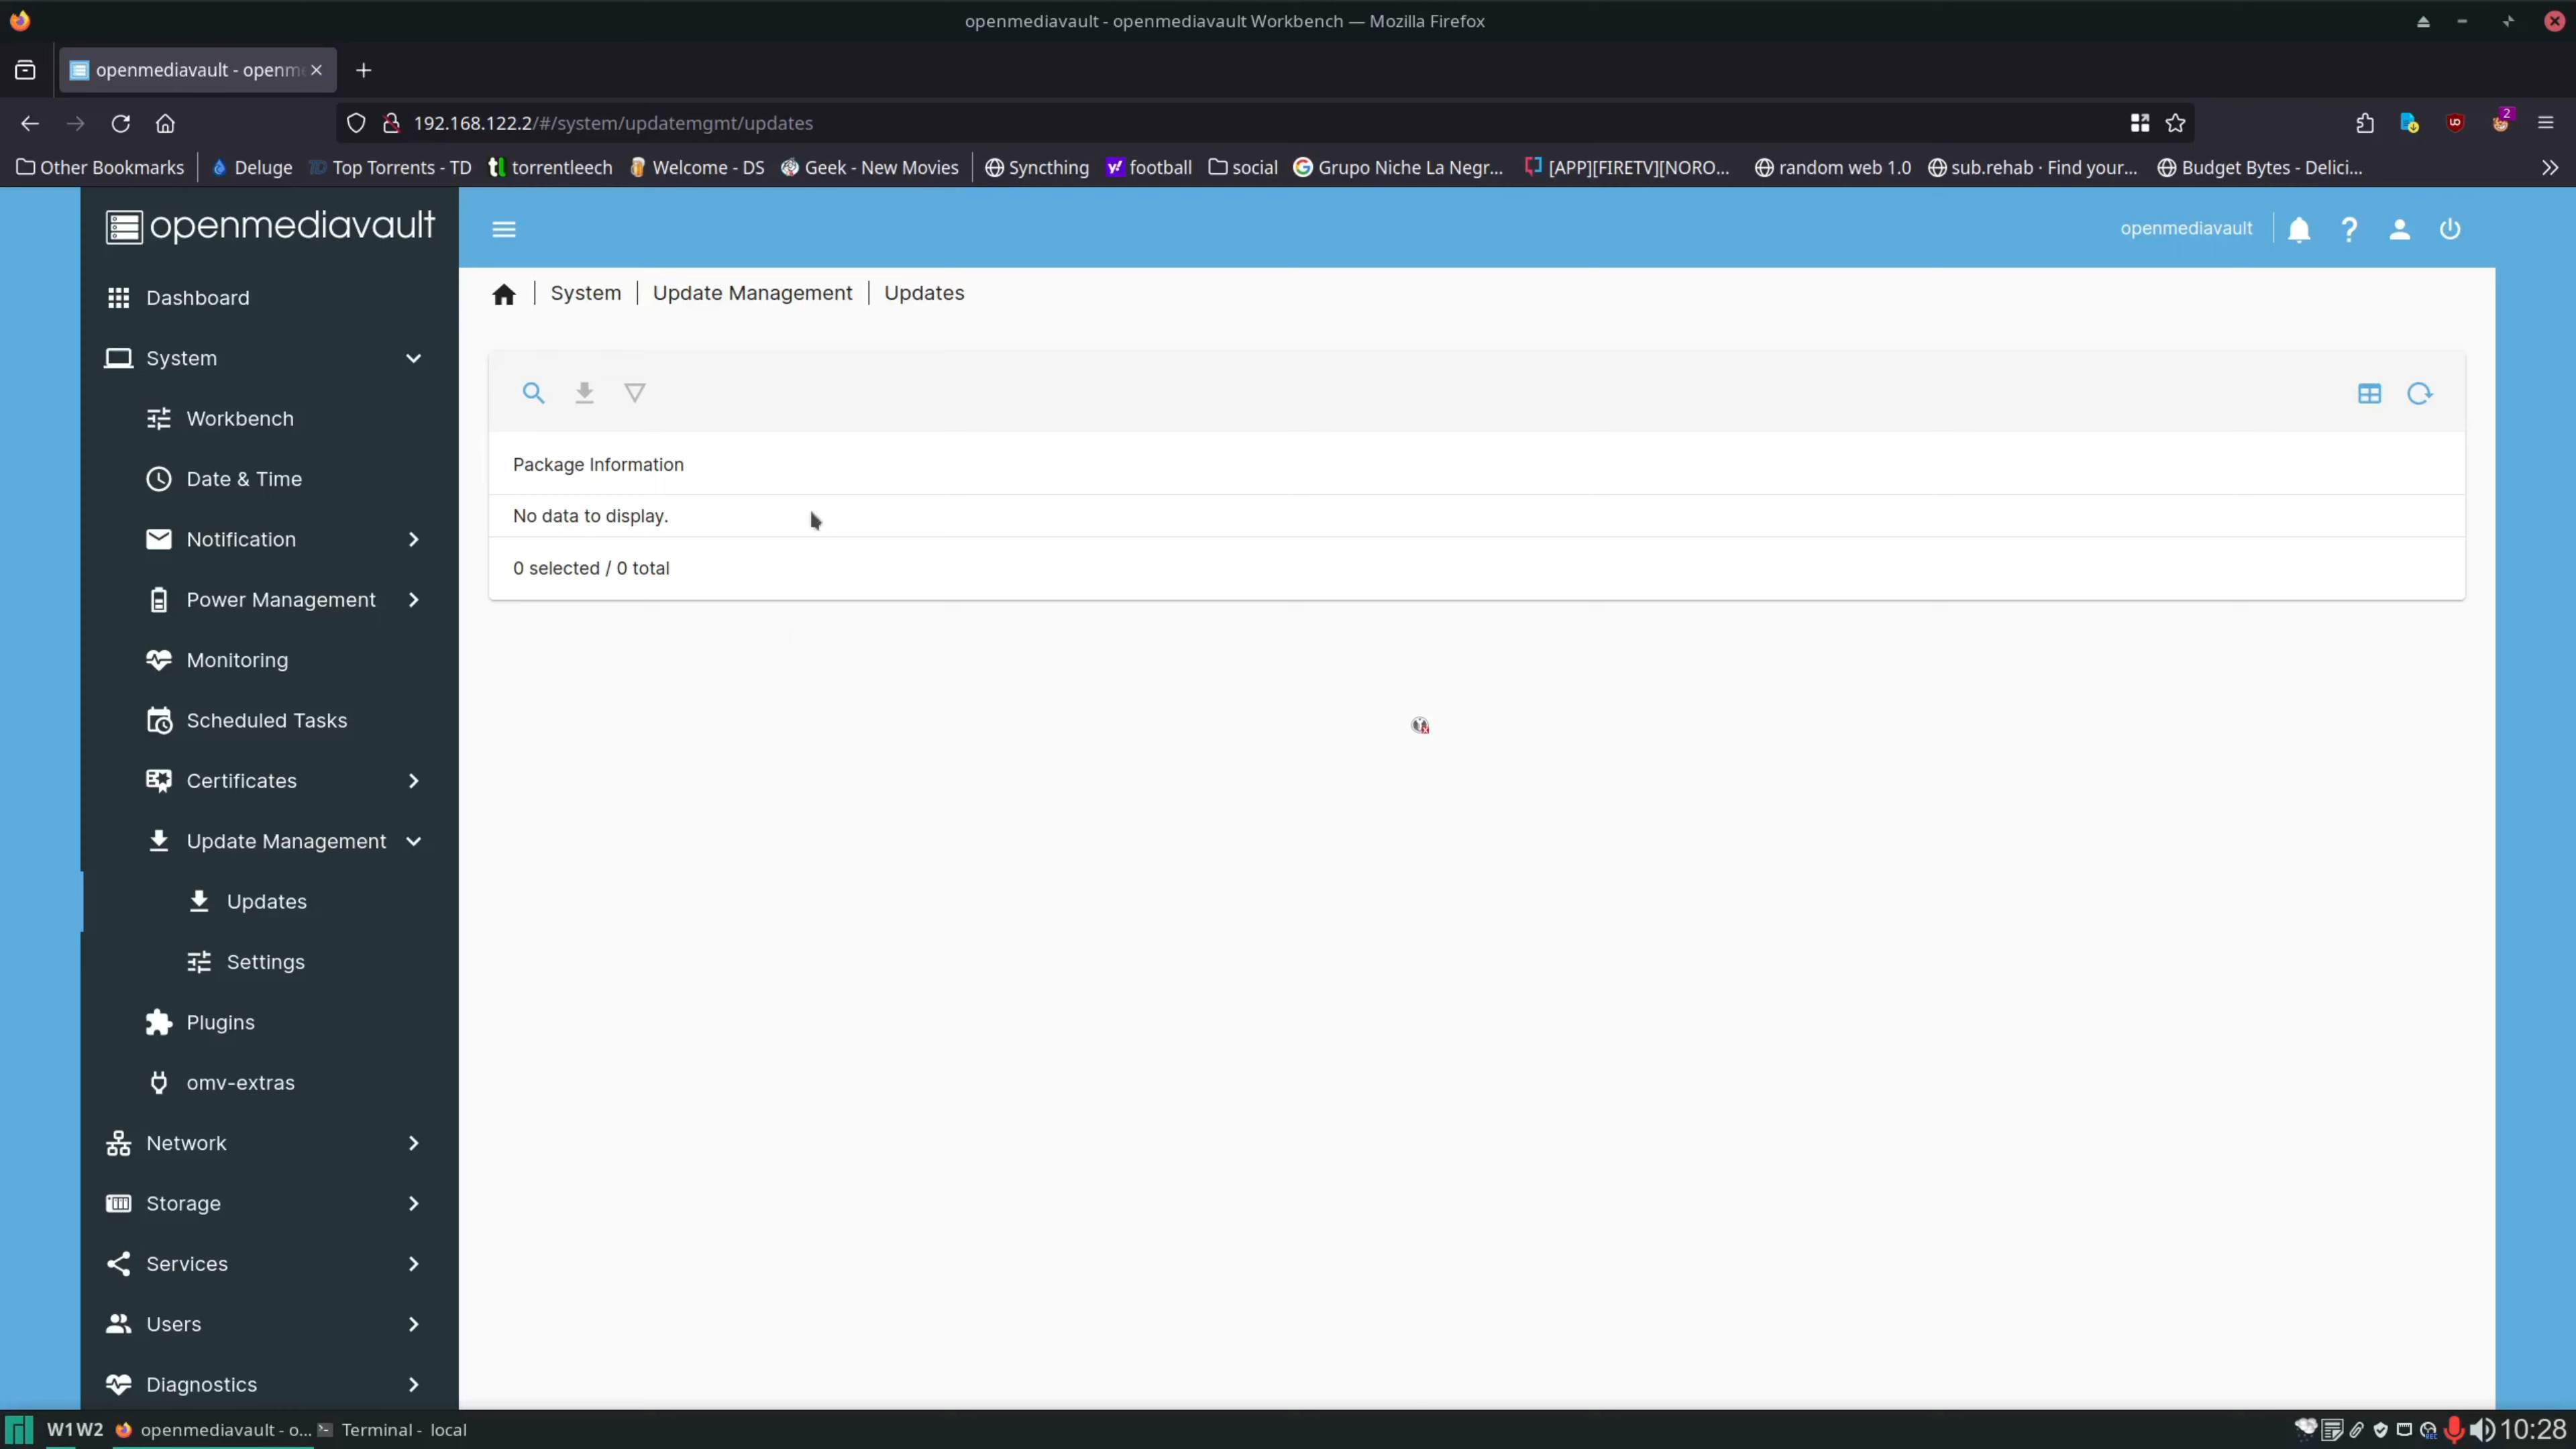 openmediavault - openmediavault Workbench — Mozilla Firefox
openmediavault - openm
192.168.122.2/#/system/updatemgmt/updates
2
Other Bookmarks
Deluge
Top Torrents - TD
torrentleech
Welcome - DS
Geek - New Movies
Syncthing
football
social
Grupo Niche La Negr...
[APP][FIRETV][NORO...
random web 1.0
sub.rehab · Find your...
Budget Bytes - Delici...
openmediavault
openmediavault
Dashboard
System
Workbench
Date & Time
Notification
Power Management
Monitoring
Scheduled Tasks
Certificates
Update Management
Updates
Settings
Plugins
omv-extras
Network
Storage
Services
Users
Diagnostics
System | Update Management | Updates
Package Information
No data to display.
0 selected / 0 total
W1 W2
openmediavault - o...
Terminal - local
10:28